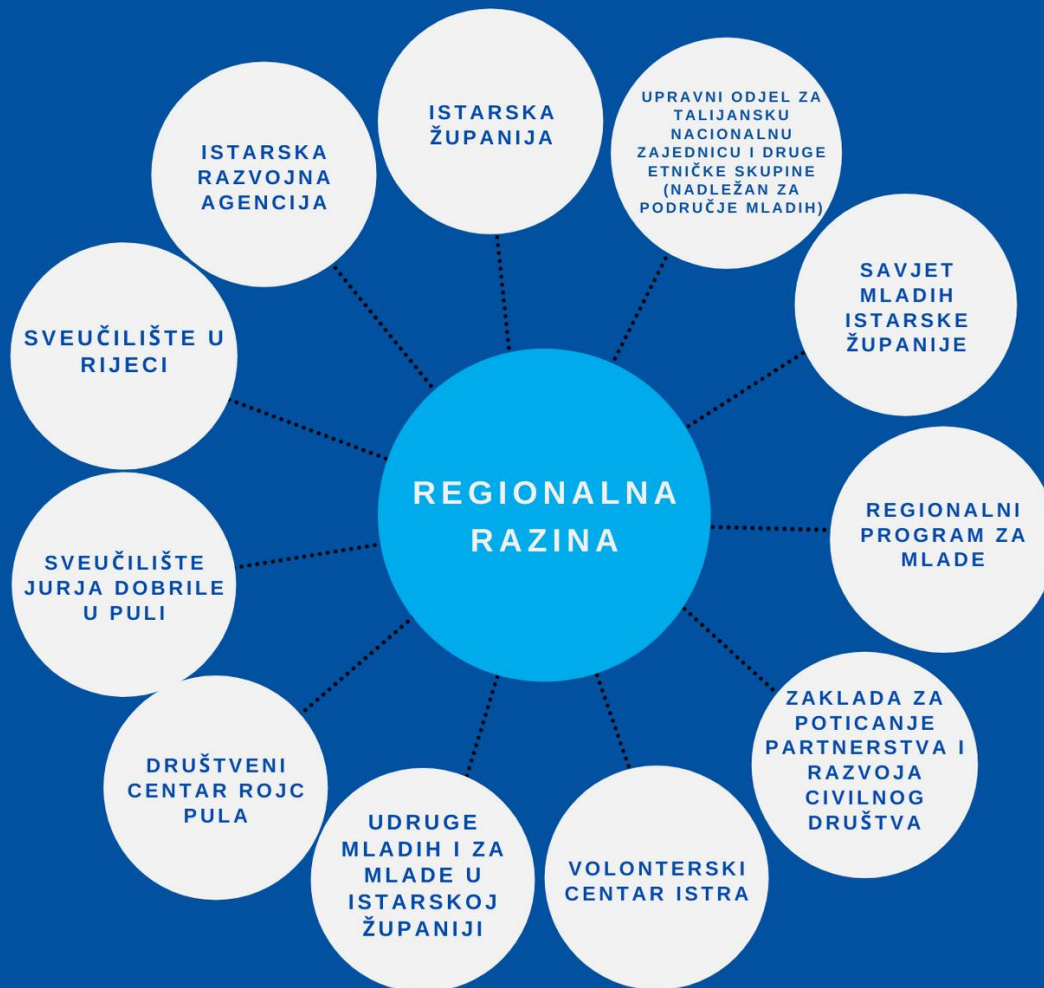 ISTARSKA
ŽUPANIJA
UPRAVNI ODJEL ZA
TALIJANSKU
NACIONALNU
ZAJEDNICU I DRUGE
ETNIČKE SKUPINE
(NADLEŽAN ZA
PODRUČJE MLADIH)
SAVJET
MLADIH
ISTARSKE
ŽUPANIJE
REGIONALNI
PROGRAM ZA
MLADE
ZAKLADA ZA
POTICANJE
PARTNERSTVA I
RAZVOJA
CIVILNOG
DRUŠTVA
VOLONTERSKI
CENTAR ISTRA
UDRUGE
MLADIH I ZA
MLADE U
ISTARSKOJ
ŽUPANIJI
DRUŠTVENI
CENTAR ROJC
PULA
SVEUČILIŠTE
JURJA DOBRILE
U PULI
SVEUČILIŠTE U
RIJECI
ISTARSKA
RAZVOJNA
AGENCIJA
REGIONALNA
RAZINA